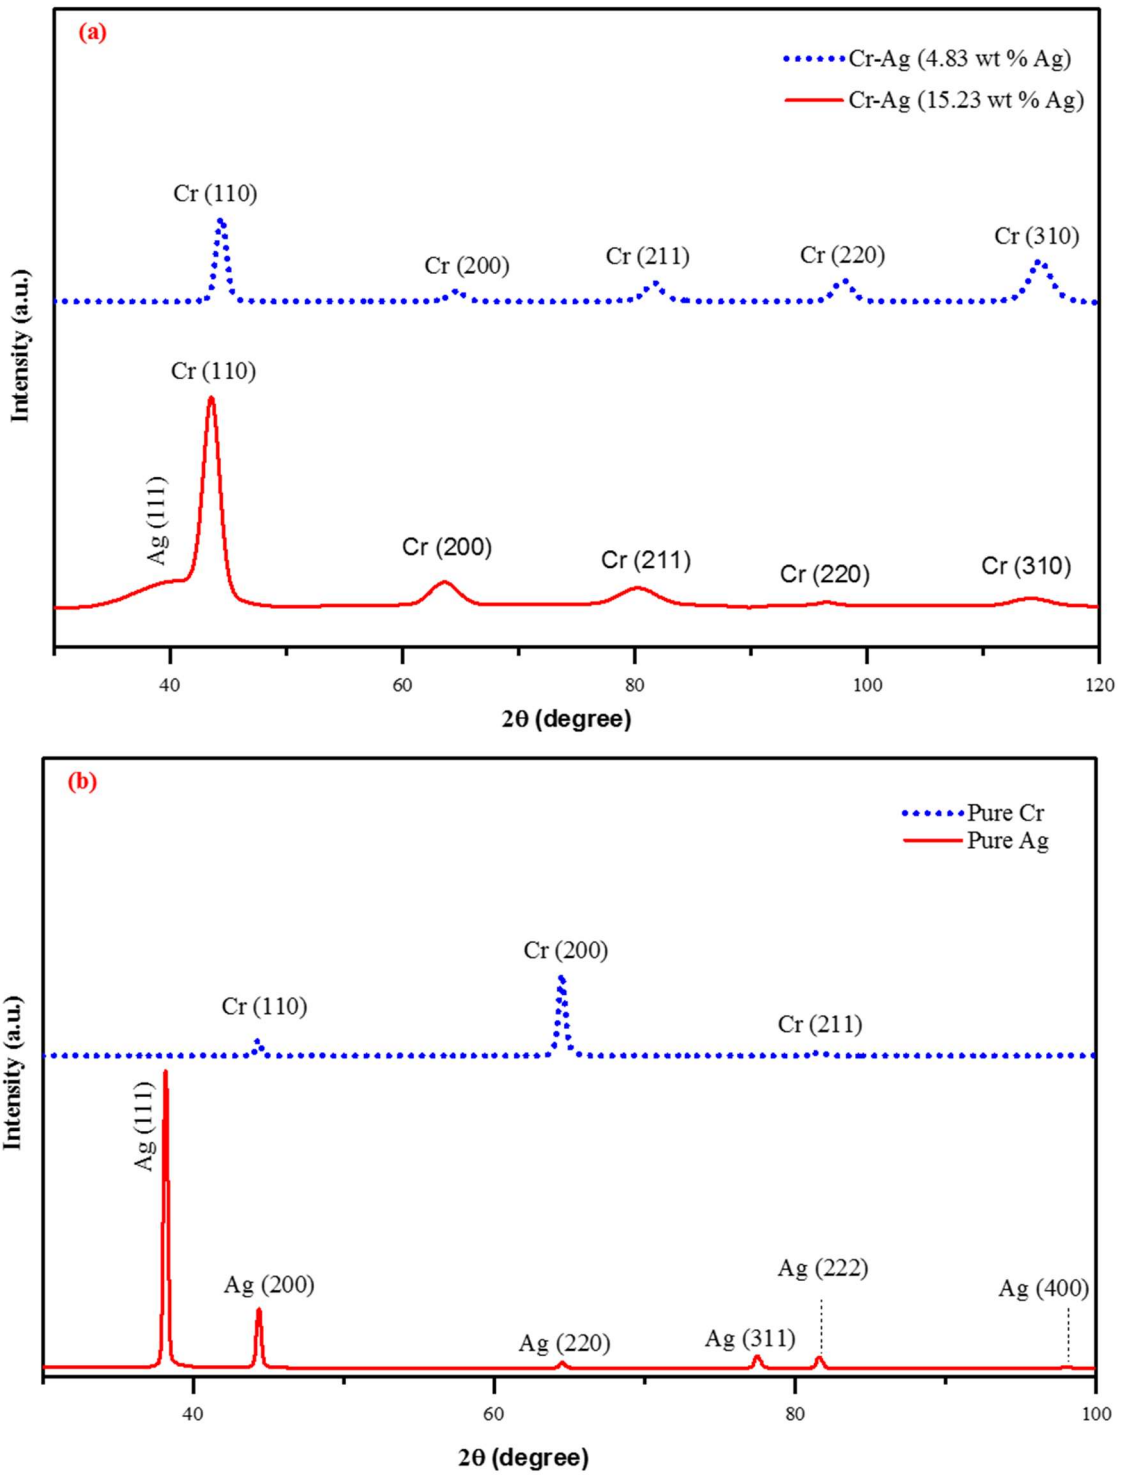 (a)
Cr-Ag (4.83 wt % Ag)
Cr-Ag (15.23 wt % Ag)
Cr (110)
Cr (200)
Cr (211)
Cr (220)
Cr (310)
Intensity (a.u.)
Cr (110)
Ag (111)
Cr (200)
Cr (211)
Cr (220)
Cr (310)
40 60 80 100 120
2θ (degree)
(b)
Pure Cr
Pure Ag
Cr (110)
Cr (200)
Cr (211)
Intensity (a.u.)
Ag (111)
Ag (200)
Ag (220)
Ag (311)
Ag (222)
Ag (400)
40 60 80 100
2θ (degree)